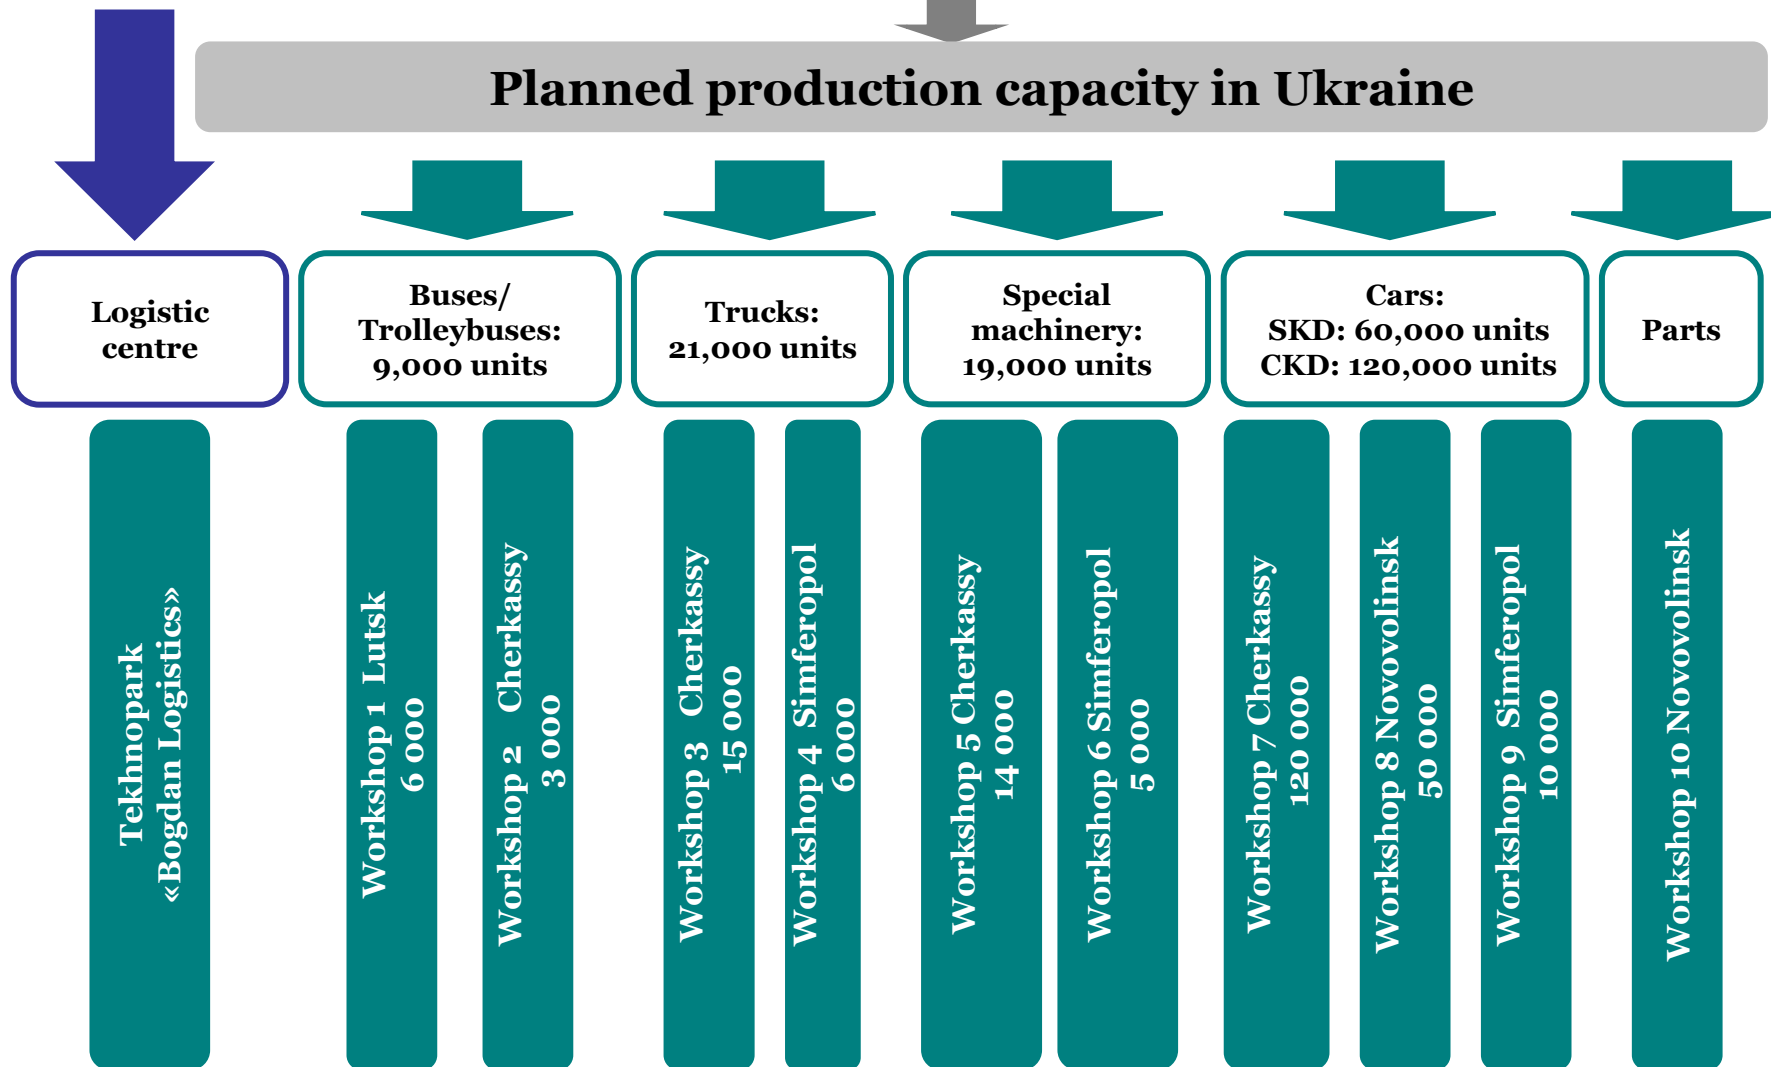 Planned production capacity in Ukraine
Logistic
centre
Buses/
Trolleybuses:
9,000 units
Trucks:
21,000 units
Special
machinery:
19,000 units
Cars:
SKD: 60,000 units
CKD: 120,000 units
Parts
Tekhnopark
«Bogdan Logistics»
Workshop 1 Lutsk
6 000
Workshop 2 Cherkassy
3 000
Workshop 3 Cherkassy
15 000
Workshop 4 Simferopol
6 000
Workshop 5 Cherkassy
14 000
Workshop 6 Simferopol
5 000
Workshop 7 Cherkassy
120 000
Workshop 8 Novovolinsk
50 000
Workshop 9 Simferopol
10 000
Workshop 10 Novovolinsk